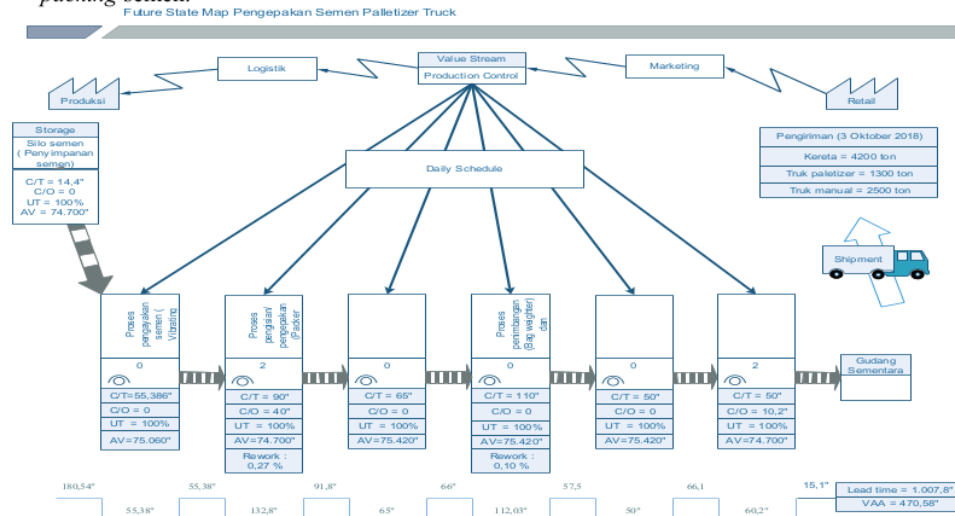 packing semen.
Future State Map Pengepakan Semen Palletizer Truck
Produksi
Logistik
Value Stream
Production Control
Marketing
Retail
Storage
Silo semen
( Penyimpanan
semen)
C/T = 14,4"
C/O = 0
UT = 100%
AV = 74.700"
Daily Schedule
Pengiriman (3 Oktober 2018)
Kereta = 4200 ton
Truk paletizer = 1300 ton
Truk manual = 2500 ton
Shipment
Proses
pengayakan
semen (
Vibrating
0
C/T=55,386"
C/O = 0
UT = 100%
AV=75.060"
Proses
pengisian/
pengepakan
(Packer
2
C/T = 90"
C/O = 40"
UT = 100%
AV=74.700"
Rework :
0,27 %
0
C/T = 65"
C/O = 0
UT = 100%
AV=75.420"
Proses
penimbangan
(Bag weighter)
dan
0
C/T = 110"
C/O = 0
UT = 100%
AV=75.420"
Rework :
0,10 %
0
C/T = 50"
C/O = 0
UT = 100%
AV=75.420"
2
C/T = 50"
C/O = 10,2"
UT = 100%
AV=74.700"
Gudang
Sementara
180,54"
55,38"
55,38"
132,8"
91,8"
65"
66"
112,03"
57,5
50"
66,1
60,2"
15,1"
Lead time = 1.007,8"
VAA = 470,58"